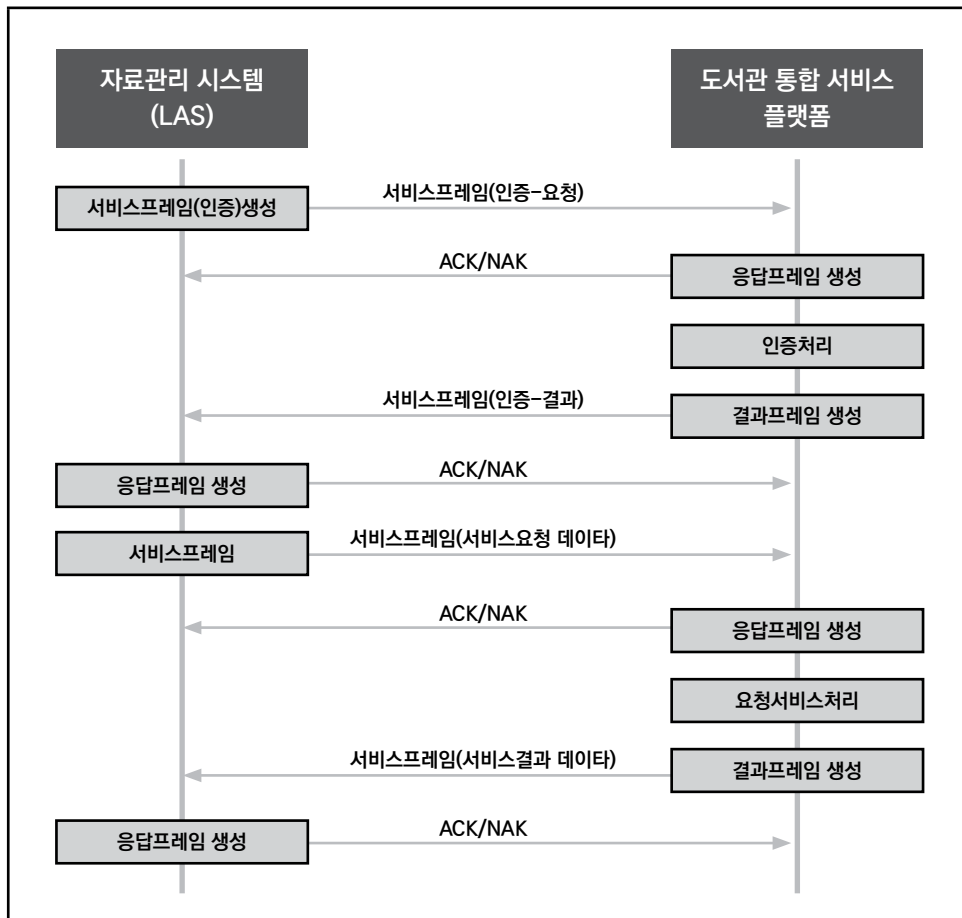 자료관리 시스템
(LAS)
도서관 통합 서비스
플랫폼
서비스프레임(인증-요청)
서비스프레임(인증)생성
ACK/NAK
응답프레임 생성
인증처리
서비스프레임(인증-결과)
결과프레임 생성
ACK/NAK
응답프레임 생성
서비스프레임(서비스요청 데이타)
서비스프레임
ACK/NAK
응답프레임 생성
요청서비스처리
서비스프레임(서비스결과 데이타)
결과프레임 생성
ACK/NAK
응답프레임 생성